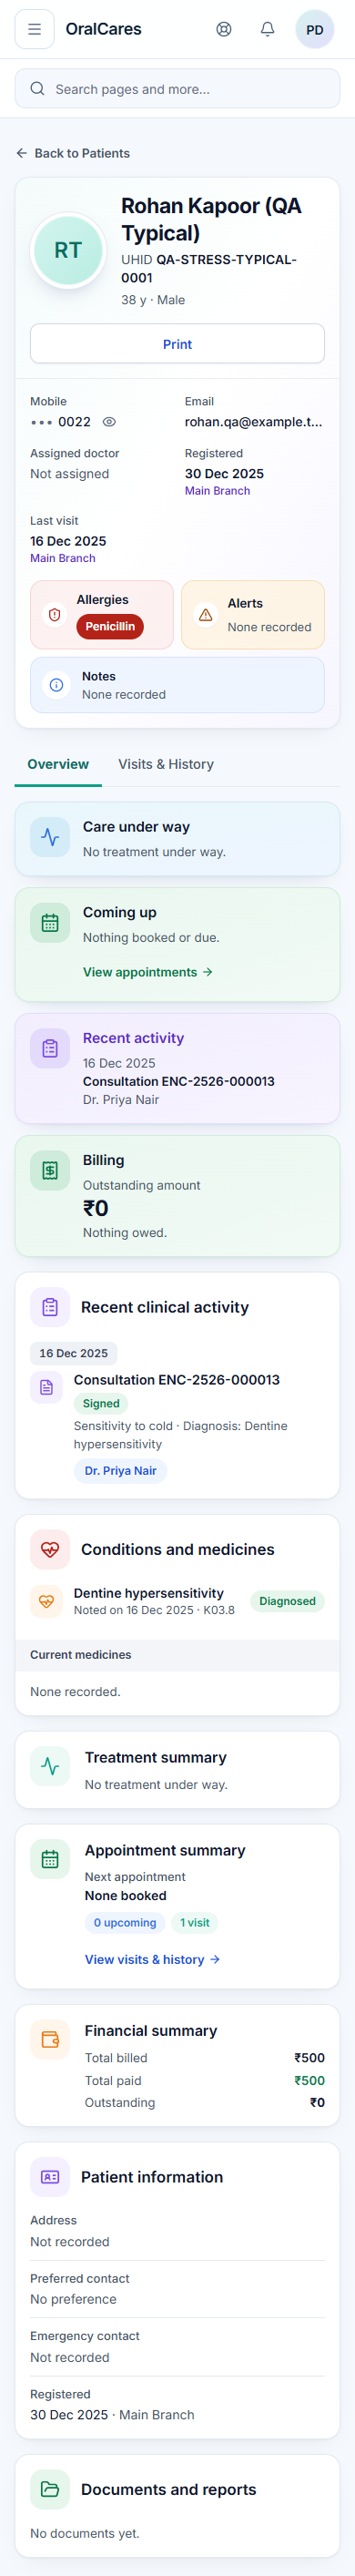 OralCares
PD
Search pages and more...
Back to Patients
RT
Rohan Kapoor (QA
Typical)
UHID QA-STRESS-TYPICAL-
0001
38 y · Male
Print
Mobile
••• 0022
Email
rohan.qa@example.t...
Assigned doctor
Not assigned
Registered
30 Dec 2025
Main Branch
Last visit
16 Dec 2025
Main Branch
Allergies
Penicillin
Alerts
None recorded
Notes
None recorded
Overview
Visits & History
Care under way
No treatment under way.
Coming up
Nothing booked or due.
View appointments →
Recent activity
16 Dec 2025
Consultation ENC-2526-000013
Dr. Priya Nair
Billing
Outstanding amount
₹0
Nothing owed.
Recent clinical activity
16 Dec 2025
Consultation ENC-2526-000013
Signed
Sensitivity to cold · Diagnosis: Dentine
hypersensitivity
Dr. Priya Nair
Conditions and medicines
Dentine hypersensitivity
Noted on 16 Dec 2025 · K03.8
Diagnosed
Current medicines
None recorded.
Treatment summary
No treatment under way.
Appointment summary
Next appointment
None booked
0 upcoming 1 visit
View visits & history →
Financial summary
Total billed ₹500
Total paid ₹500
Outstanding ₹0
Patient information
Address
Not recorded
Preferred contact
No preference
Emergency contact
Not recorded
Registered
30 Dec 2025 · Main Branch
Documents and reports
No documents yet.